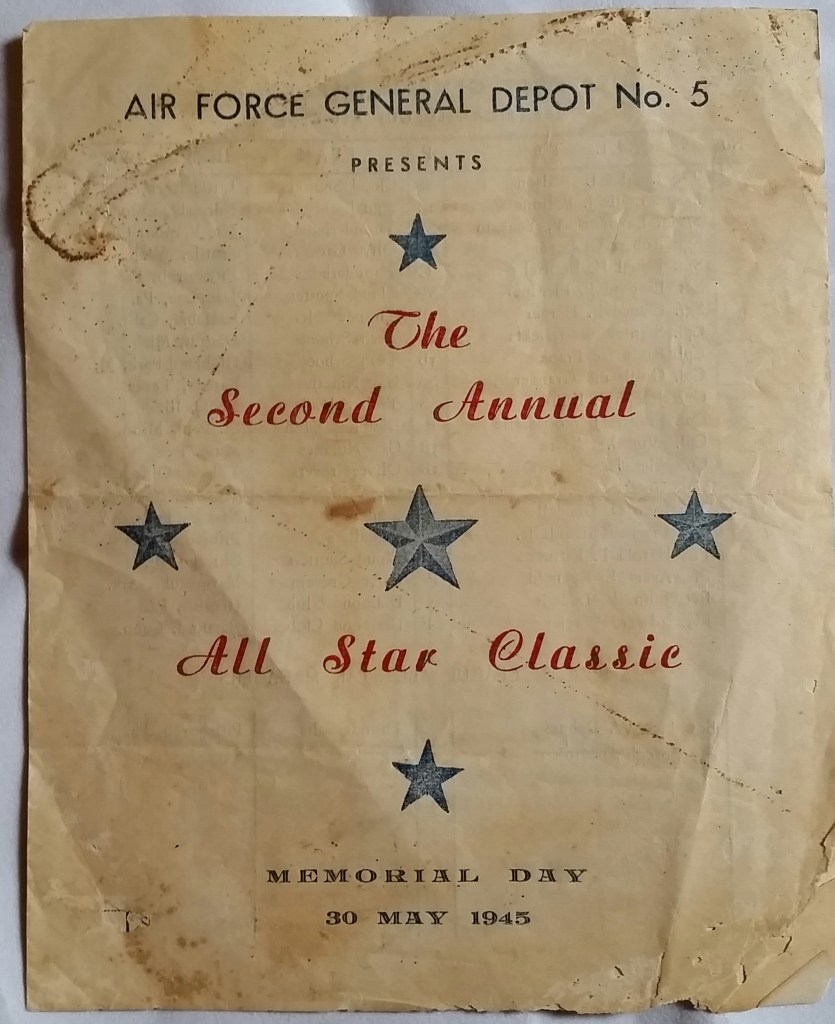 AIR FORCE GENERAL DEPOT No. 5
PRESENTS
The
Second Annual
All Star Classic
MEMORIAL DAY
30 MAY 1945